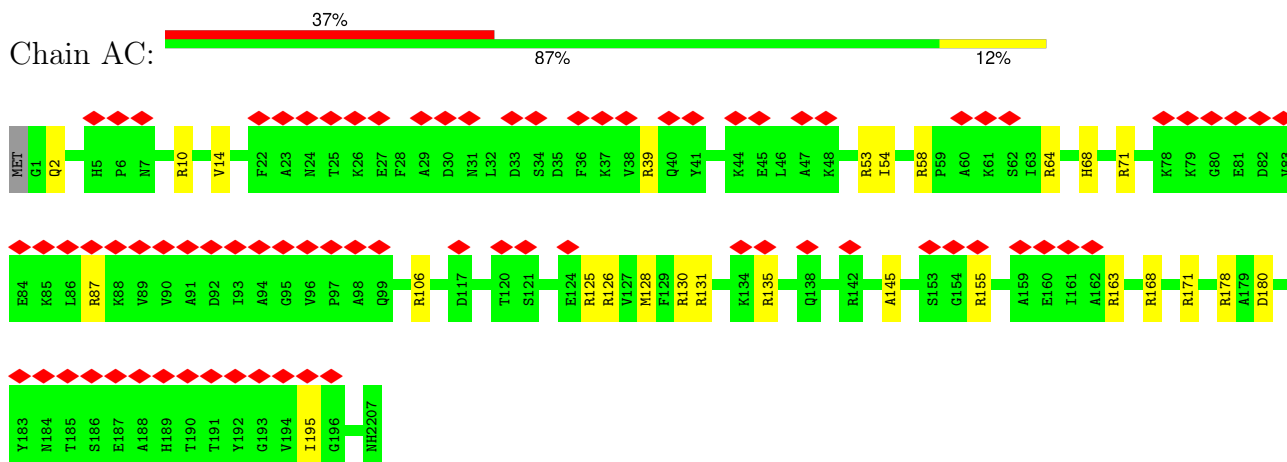 37%
Chain AC:
87% 12%
MET G1 Q2 H5 P6 N7 R10 V14 F22 A23 N24 T25 K26 E27 F28 A29 D30 N31 L32 D33 S34 D35 F36 K37 V38 R39 Q40 Y41 K44 E45 L46 A47 K48 R53 I54 R58 P59 A60 K61 S62 I63 R64 H68 R71 K78 K79 G80 E81 D82 V83
E84 K85 L86 R87 K88 V89 V90 A91 D92 I93 A94 G95 V96 P97 A98 Q99 R106 D117 T120 S121 E124 R125 R126 V127 M128 F129 R130 R131 K134 R135 Q138 R142 A145 S153 G154 R155 A159 E160 I161 A162 R163 R168 R171 R178 A179 D180
Y183 N184 T185 S186 E187 A188 H189 T190 T191 Y192 G193 V194 I195 G196 NH2207